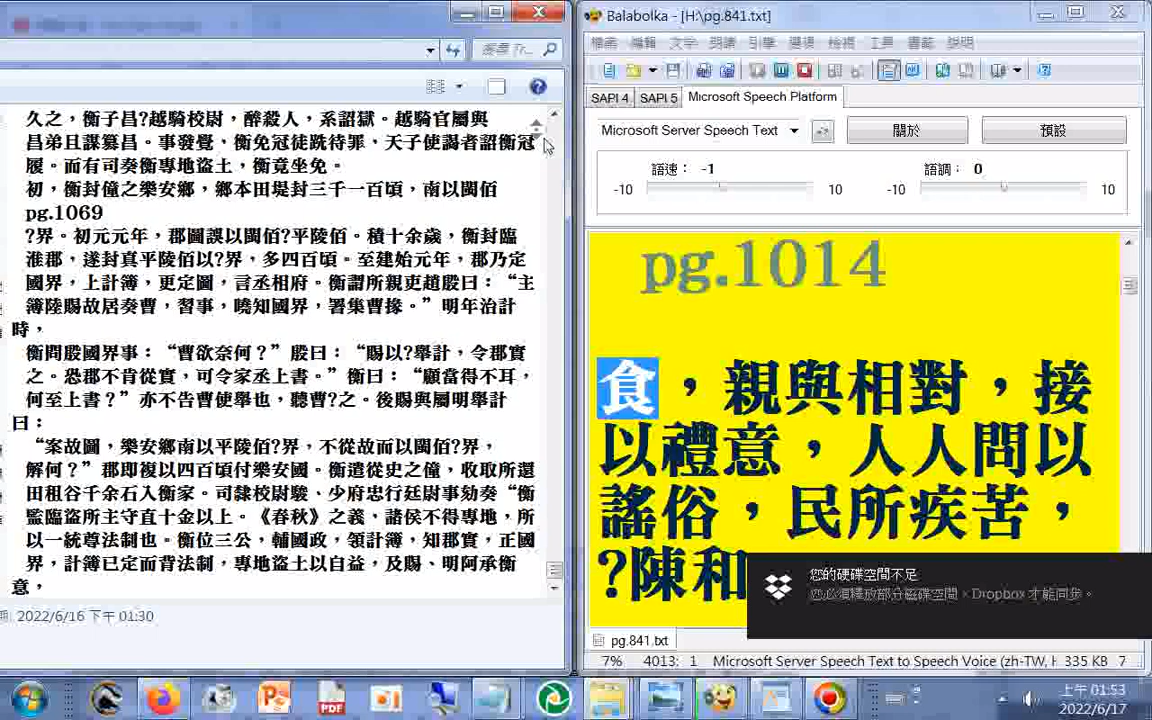 久之，衡子昌?越騎校尉，醉殺人，系詔獄。越騎官屬與
昌弟且謀篡昌。事發覺，衡免冠徒跣待罪，天子使謁者詔衡冠
履。而有司奏衡專地盜土，衡竟坐免。
初，衡封僮之樂安鄉，鄉本田堤封三千一百頃，南以閩佰
pg.1069
?界。初元元年，郡圖誤以閩佰?平陵佰。積十余歲，衡封臨
淮郡，遂封真平陵佰以?界，多四百頃。至建始元年，郡乃定
國界，上計簿，更定圖，言丞相府。衡謂所親吏趙殷曰：“主
簿陸賜故居奏曹，習事，曉知國界，署集曹掾。”明年治計
時，
衡問殷國界事：“曹欲奈何？”殷曰：“賜以?舉計，令郡實
之。恐郡不肯從實，可令家丞上書。”衡曰：“顧當得不耳，
何至上書？”亦不告曹使舉也，聽曹?之。後賜與屬明舉計
曰：
“案故圖，樂安鄉南以平陵佰?界，不從故而以閩佰?界，
解何？”郡即複以四百頃付樂安國。衡遣從史之僮，收取所還
田租谷千余石入衡家。司隸校尉駿、少府忠行廷尉事劾奏“衡
監臨盜所主守直十金以上。《春秋》之義，諸侯不得專地，所
以一統尊法制也。衡位三公，輔國政，領計簿，知郡實，正國
界，計簿已定而背法制，專地盜土以自益，及賜、明阿承衡
意，
2022/6/16 下午 01:30
Balabolka - [H:\pg.841.txt]
檔案 編輯 文字 朗讀 引擎 選項 檢視 工具 書籤 說明
SAPI 4 SAPI 5 Microsoft Speech Platform
Microsoft Server Speech Text
關於 預設
語速： -1 語調： 0
-10 10 -10 10
pg.1014
食，親與相對，接
以禮意，人人問以
謠俗，民所疾苦，
?陳和
您的硬碟空間不足
您必須釋放部分磁碟空間，Dropbox 才能同步。
pg.841.txt
7% 4013: 1 Microsoft Server Speech Text to Speech Voice (zh-TW, H 335 KB 7
上午 01:53
2022/6/17